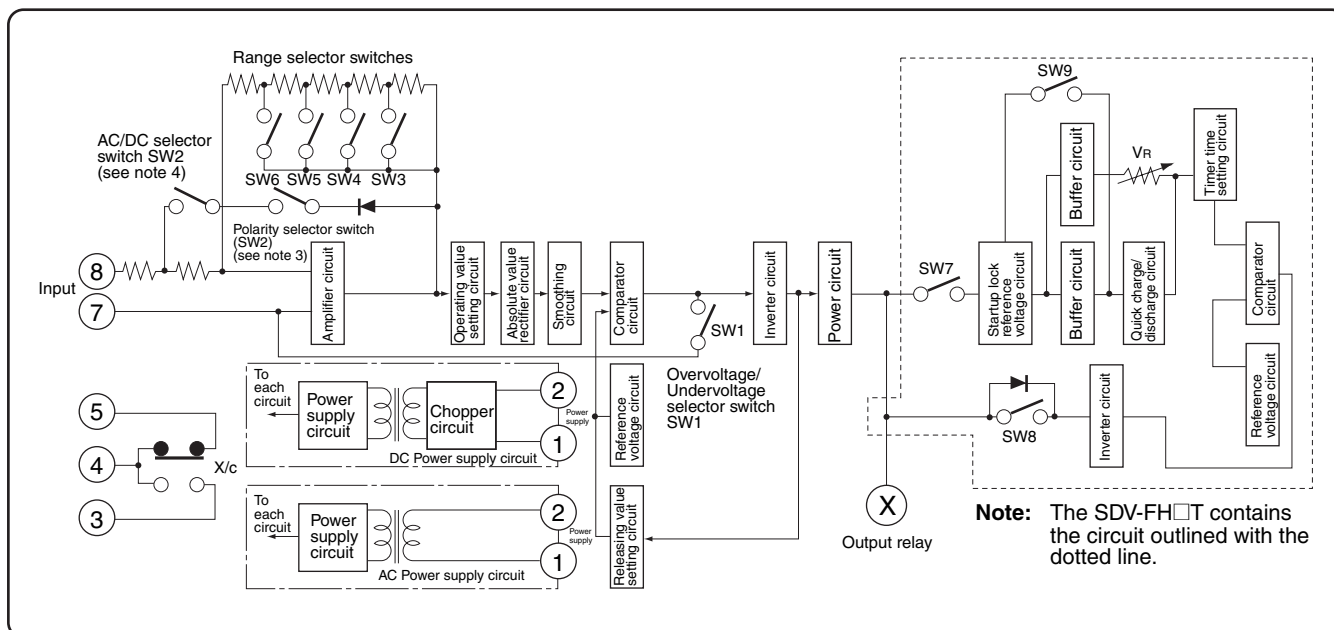 Range selector switches
SW6
SW5
SW4
SW3
AC/DC selector
switch SW2
(see note 4)
Polarity selector switch
(SW2)
(see note 3)
Input
8
7
Amplifier circuit
Operating value
setting circuit
Absolute value
rectifier circuit
Smoothing
circuit
Comparator
circuit
SW1
Overvoltage/
Undervoltage
selector switch
SW1
Inverter circuit
Power circuit
SW7
SW9
Startup lock
reference
voltage circuit
Buffer circuit
Buffer circuit
VR
Quick charge/
discharge circuit
Timer time
setting circuit
Comparator
circuit
Reference
voltage circuit
SW8
Inverter circuit
X
Output relay
5
4
3
X/c
To
each
circuit
Power
supply
circuit
Chopper
circuit
2
1
Power
supply
DC Power supply circuit
Reference
voltage circuit
To
each
circuit
Power
supply
circuit
2
1
Power
supply
AC Power supply circuit
Releasing value
setting circuit
Note: The SDV-FH□T contains
the circuit outlined with the
dotted line.